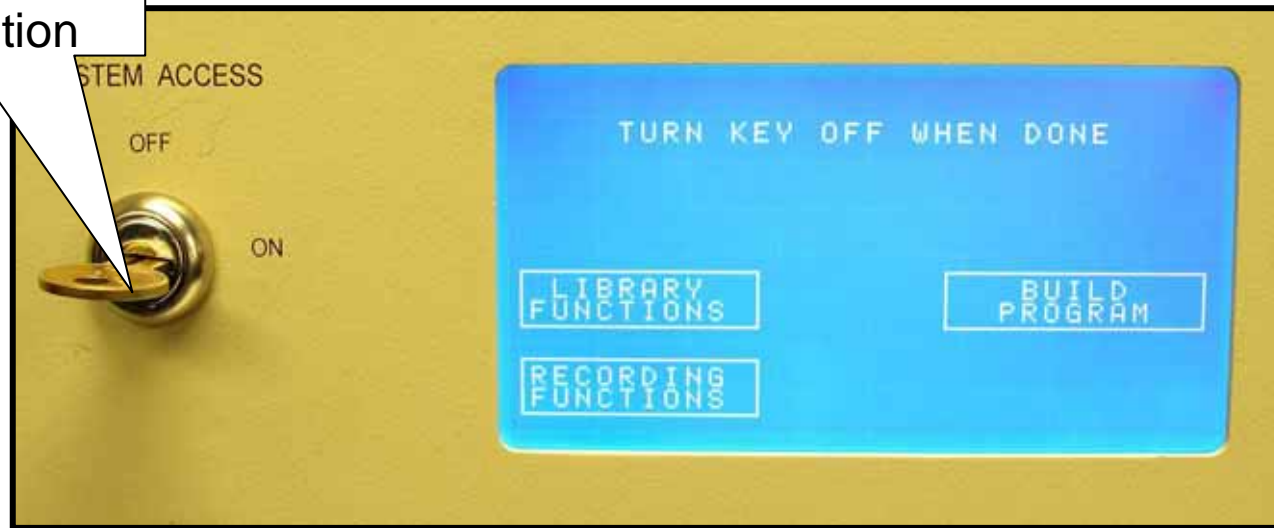 tion
STEM ACCESS
OFF
ON
TURN KEY OFF WHEN DONE
LIBRARY
FUNCTIONS
BUILD
PROGRAM
RECORDING
FUNCTIONS